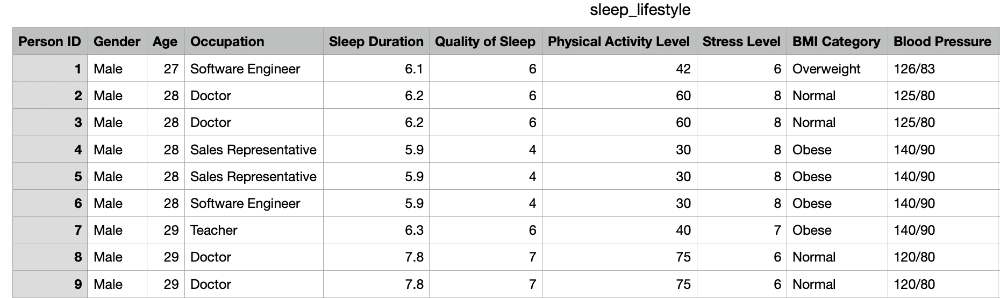 sleep_lifestyle
Person ID Gender Age Occupation Sleep Duration Quality of Sleep Physical Activity Level Stress Level BMI Category Blood Pressure
1 Male 27 Software Engineer 6.1 6 42 6 Overweight 126/83
2 Male 28 Doctor 6.2 6 60 8 Normal 125/80
3 Male 28 Doctor 6.2 6 60 8 Normal 125/80
4 Male 28 Sales Representative 5.9 4 30 8 Obese 140/90
5 Male 28 Sales Representative 5.9 4 30 8 Obese 140/90
6 Male 28 Software Engineer 5.9 4 30 8 Obese 140/90
7 Male 29 Teacher 6.3 6 40 7 Obese 140/90
8 Male 29 Doctor 7.8 7 75 6 Normal 120/80
9 Male 29 Doctor 7.8 7 75 6 Normal 120/80